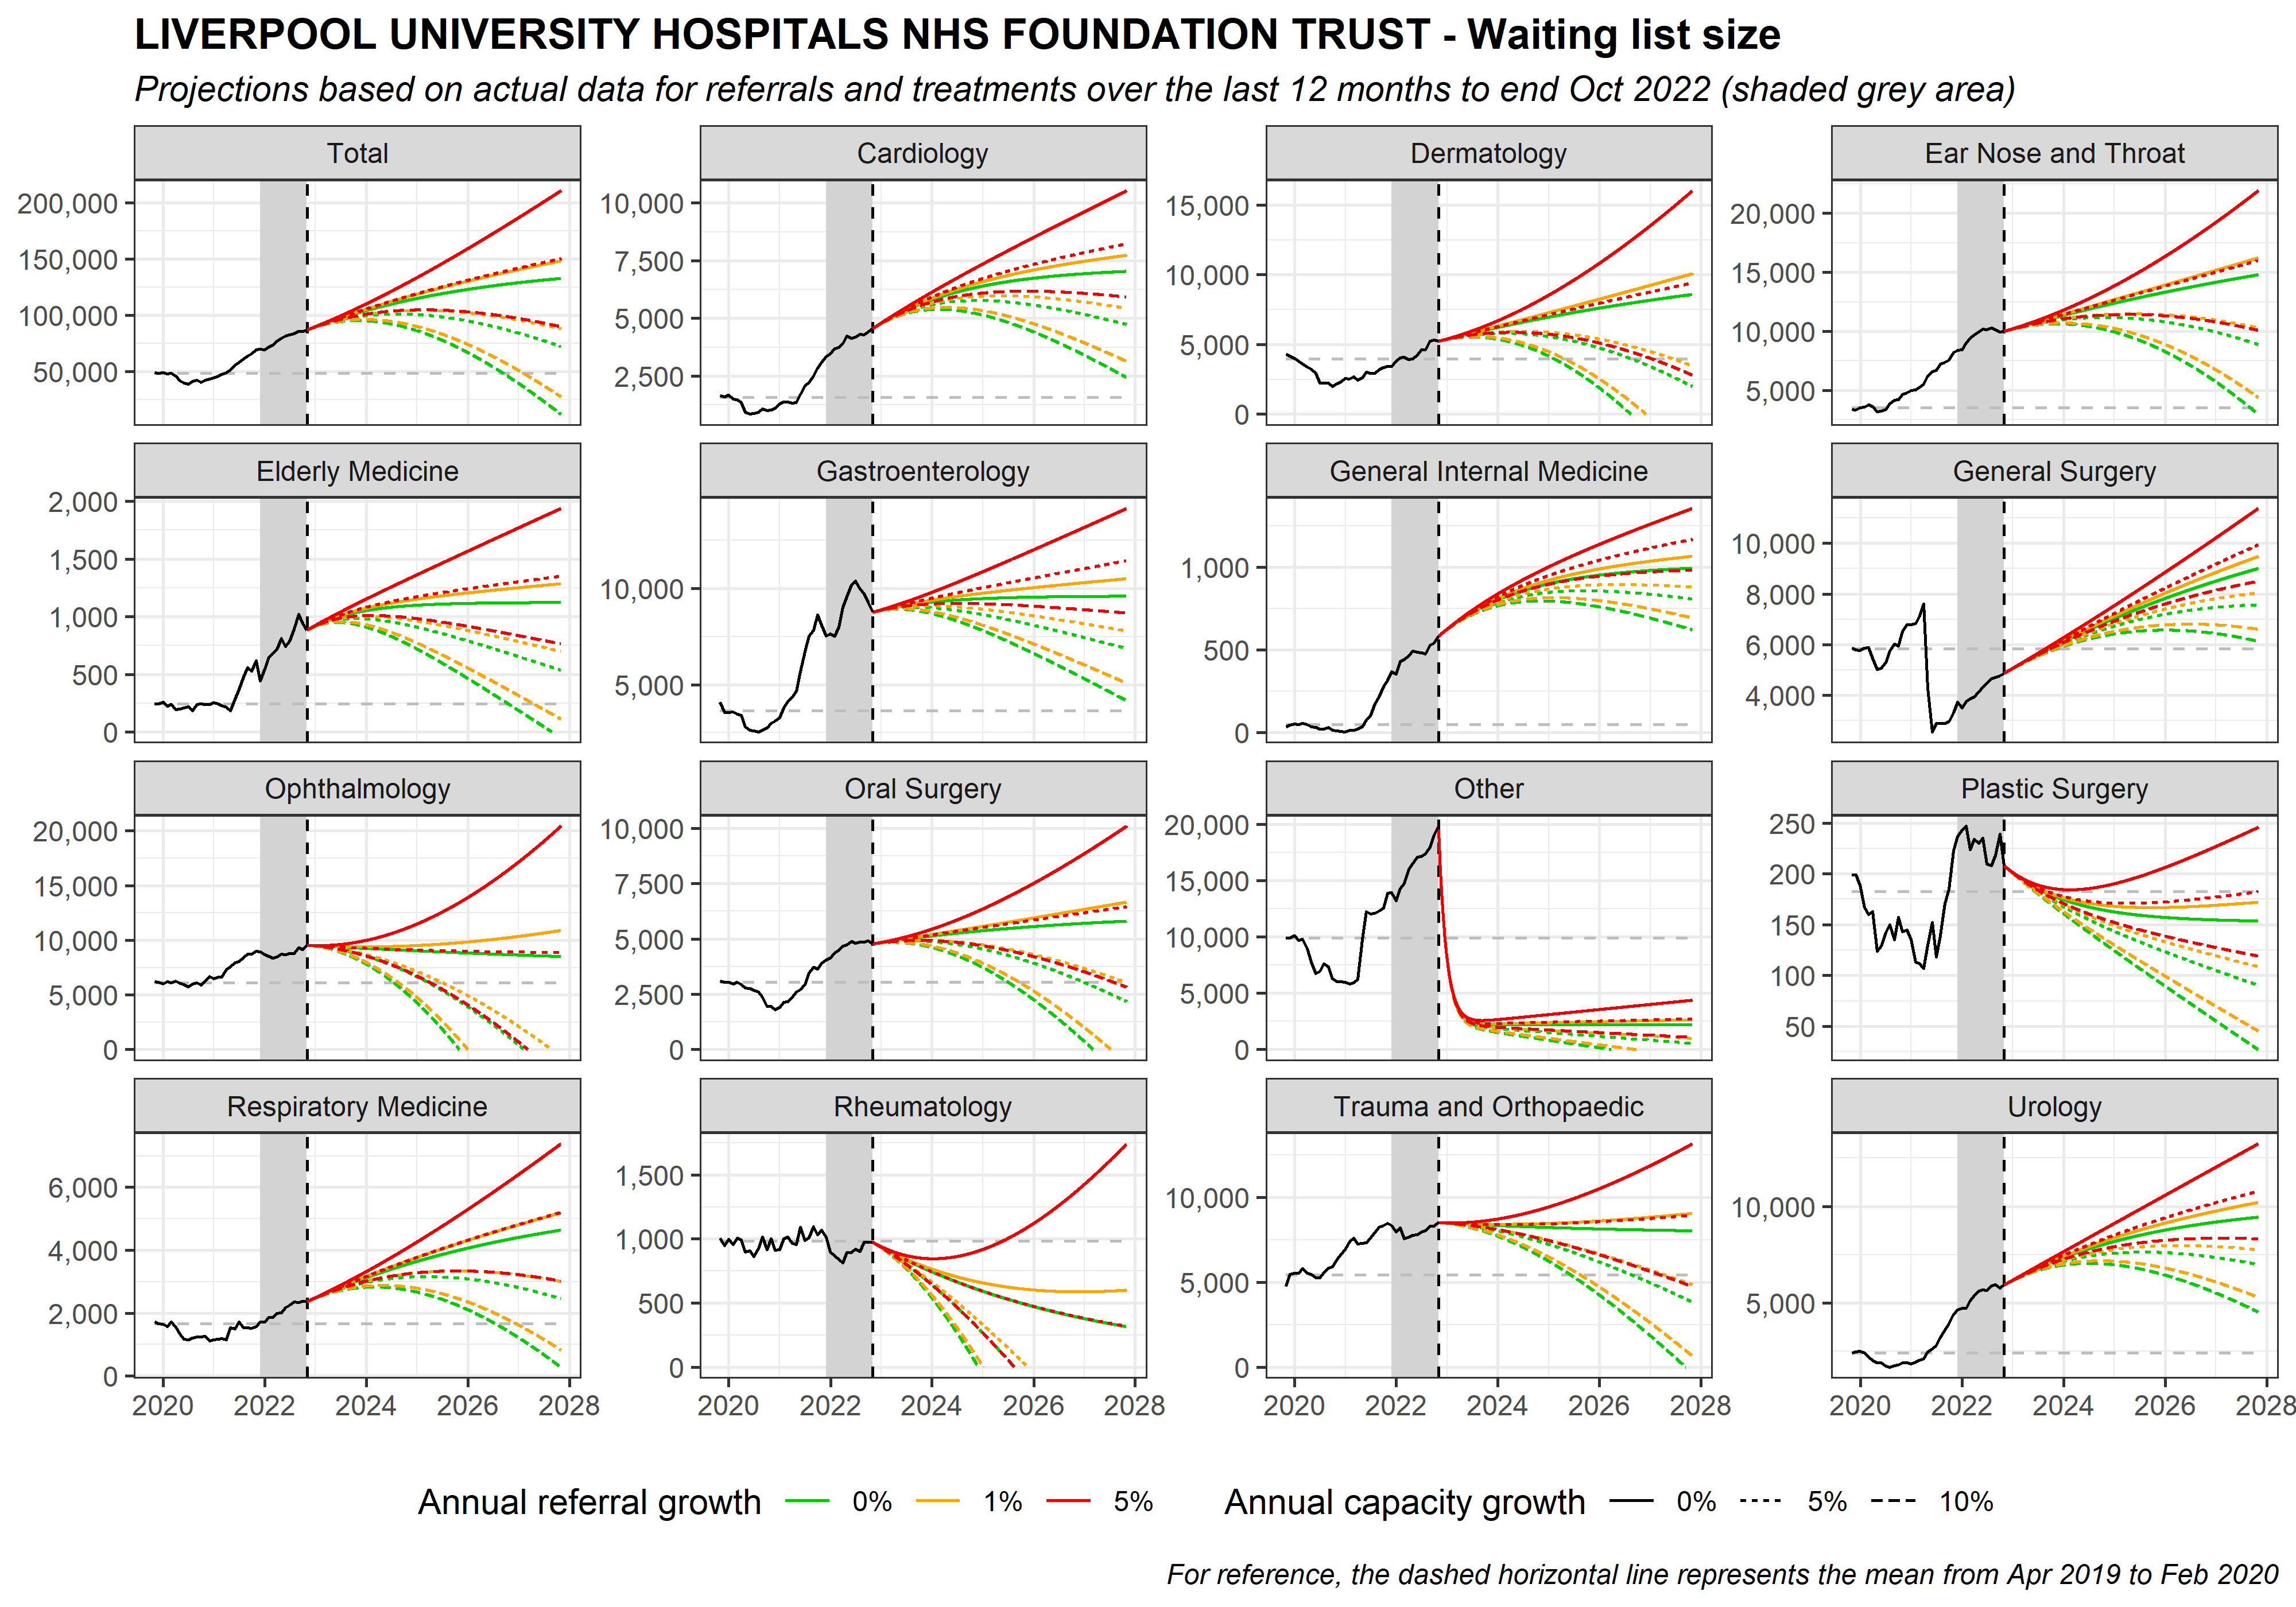 LIVERPOOL UNIVERSITY HOSPITALS NHS FOUNDATION TRUST - Waiting list size
Projections based on actual data for referrals and treatments over the last 12 months to end Oct 2022 (shaded grey area)
Total
200,000
150,000
100,000
50,000
Cardiology
10,000
7,500
5,000
2,500
Dermatology
15,000
10,000
5,000
0
Ear Nose and Throat
20,000
15,000
10,000
5,000
Elderly Medicine
2,000
1,500
1,000
500
0
Gastroenterology
10,000
5,000
General Internal Medicine
1,000
500
0
General Surgery
10,000
8,000
6,000
4,000
Ophthalmology
20,000
15,000
10,000
5,000
0
Oral Surgery
10,000
7,500
5,000
2,500
0
Other
20,000
15,000
10,000
5,000
0
Plastic Surgery
250
200
150
100
50
Respiratory Medicine
6,000
4,000
2,000
0
2020 2022 2024 2026 2028
Rheumatology
1,500
1,000
500
0
2020 2022 2024 2026 2028
Trauma and Orthopaedic
10,000
5,000
0
2020 2022 2024 2026 2028
Urology
10,000
5,000
2020 2022 2024 2026 2028
Annual referral growth 0% 1% 5% Annual capacity growth 0% 5% 10%
For reference, the dashed horizontal line represents the mean from Apr 2019 to Feb 2020